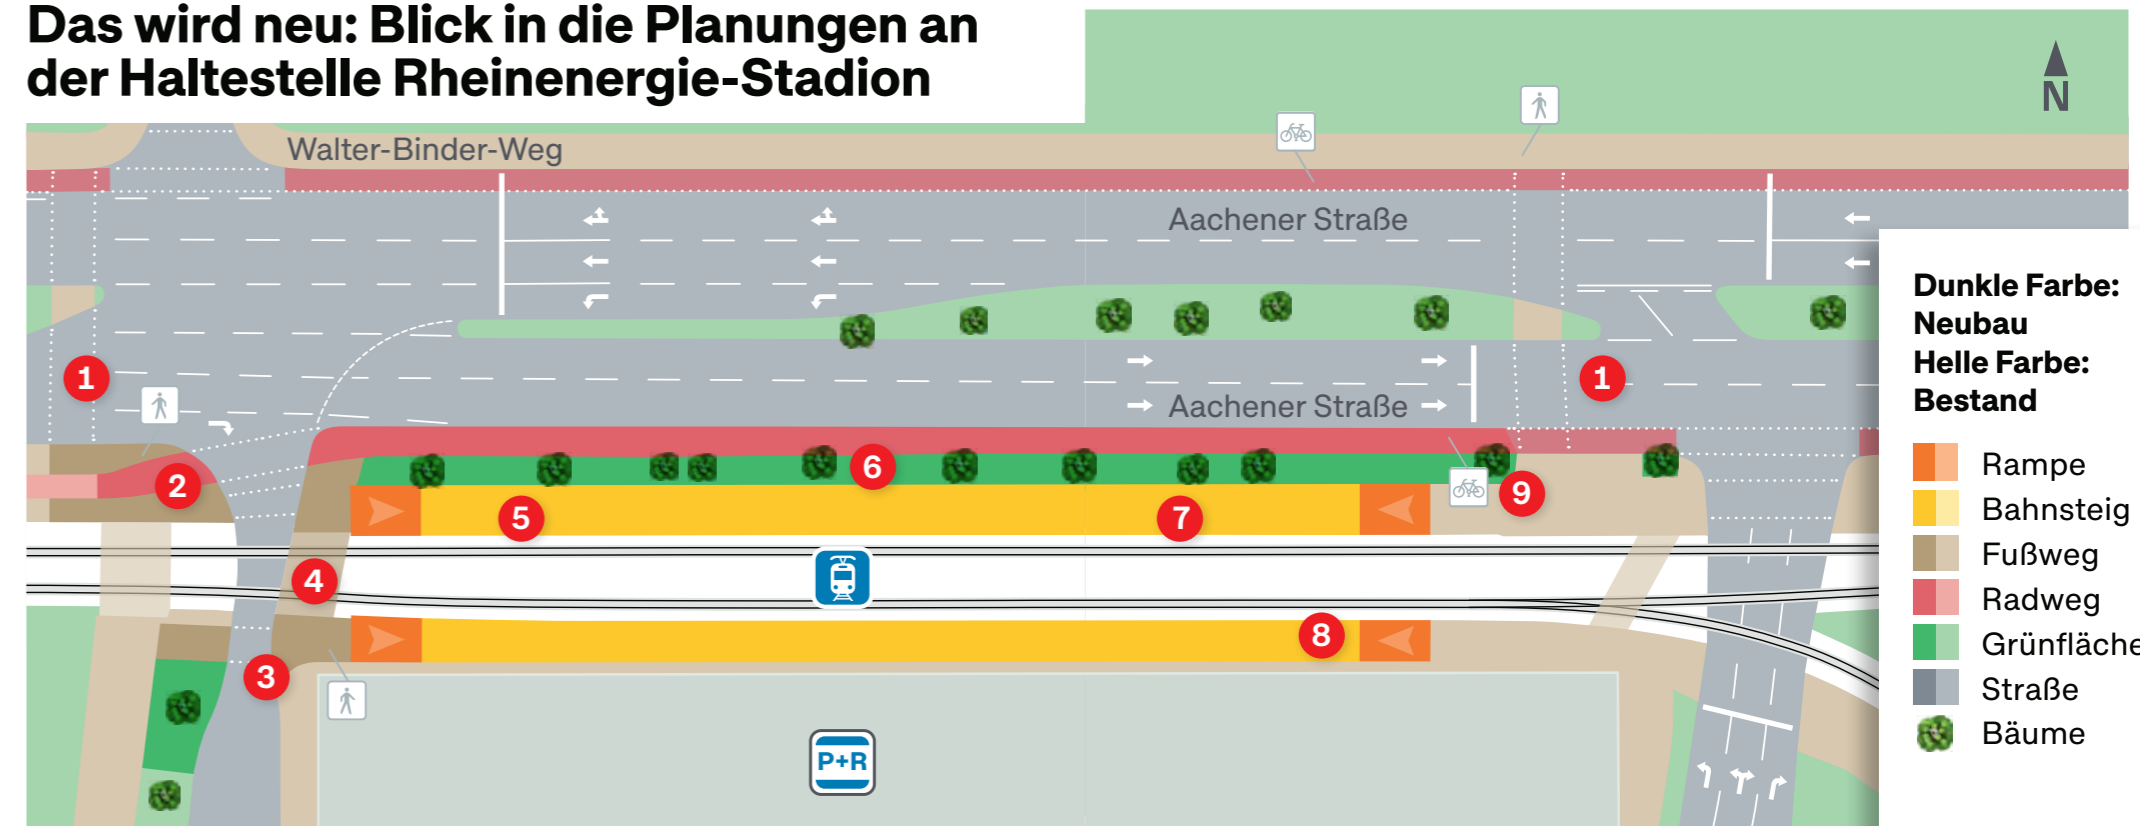 Das wird neu: Blick in die Planungen an
der Haltestelle Rheinenergie-Stadion
N
Walter-Binder-Weg
Aachener Straße
1
1
Aachener Straße
2
6
9
5
7
4
8
3
P+R
Dunkle Farbe:
Neubau
Helle Farbe:
Bestand
Rampe
Bahnsteig
Fußweg
Radweg
Grünfläche
Straße
Bäume